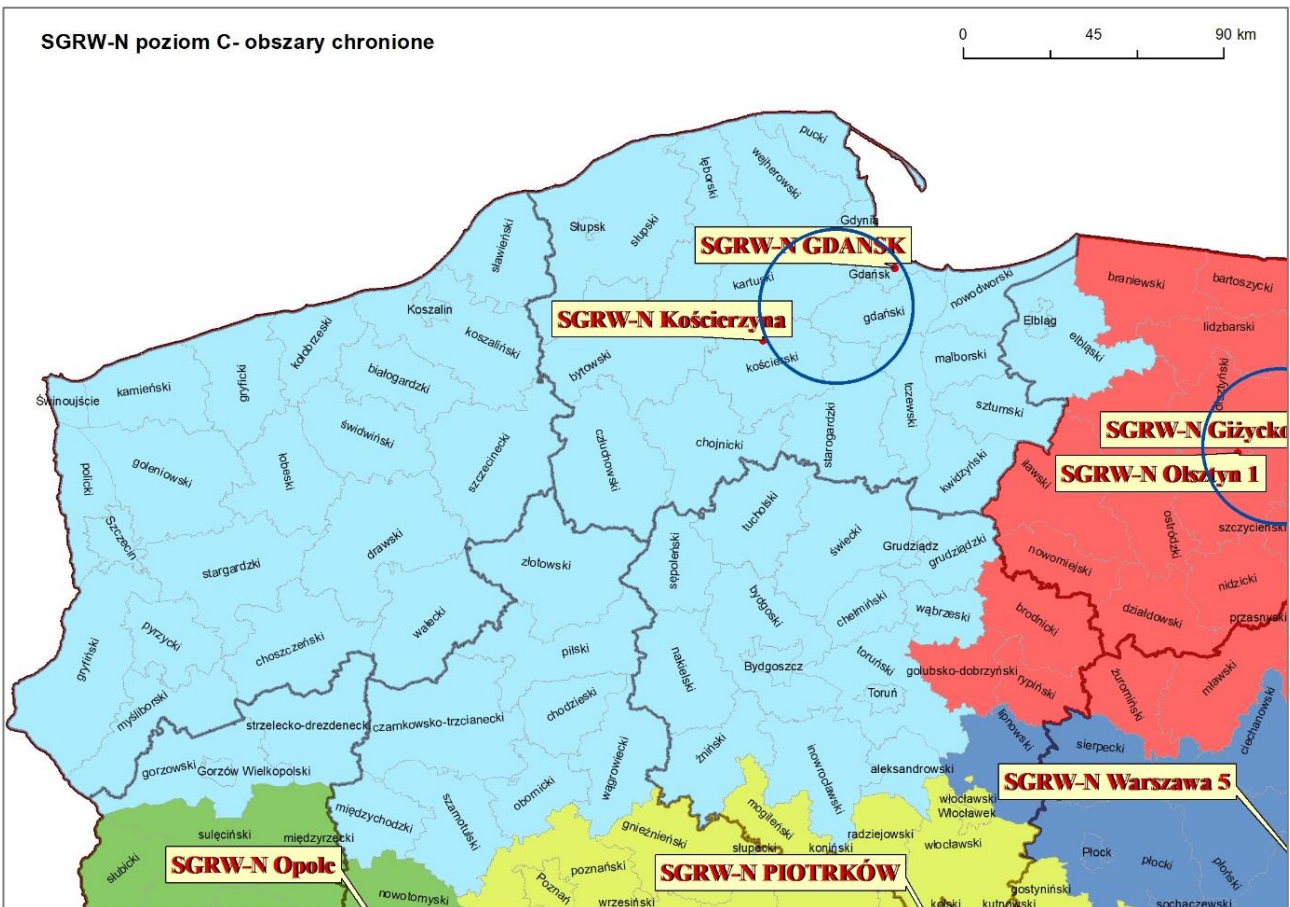 SGRW-N poziom C- obszary chronione
0 45 90 km
pucki
wejherowski
lęborski
Gdynia
Słupsk
słupski
sławieński
SGRW-N GDAŃSK
Gdańsk
kartuski
nowodworski
braniewski
bartoszycki
gdański
SGRW-N Kościerzyna
Elbląg
elbląski
lidzbarski
Koszalin
koszaliński
kołobrzeski
kościerski
bytowski
malborski
białogardzki
gryficki
kamieński
Świnoujście
olsztyński
tczewski
sztumski
świdwiński
starogardzki
chojnicki
człuchowski
SGRW-N Giżycko
SGRW-N Olsztyn 1
szczecinecki
łobeski
goleniowski
policki
kwidzyński
iławski
tucholski
Szczecin
ostródzki
szczycieński
świecki
Grudziądz
grudziądzki
drawski
stargardzki
złotowski
sępoleński
nowomiejski
nidzicki
bydgoski
chełmiński
wąbrzeski
brodnicki
działdowski
przasnyski
wałecki
pyrzycki
choszczeński
gryfiński
pilski
nakielski
Bydgoszcz
toruński
Toruń
golubsko-dobrzyński
rypiński
żuromiński
mławski
myśliborski
strzelecko-drezdenecki
czarnkowsko-trzcianecki
chodzieski
lipnowski
sierpecki
ciechanowski
żniński
inowrocławski
aleksandrowski
gorzowski
Gorzów Wielkopolski
wągrowiecki
obornicki
SGRW-N Warszawa 5
włocławski
Włocławek
międzychodzki
szamotulski
mogileński
gnieźnieński
radziejowski
sulęciński
międzyrzecki
słupecki
koniński
włocławski
słubicki
SGRW-N Opole
poznański
Poznań
SGRW-N PIOTRKÓW
Płock
płocki
płoński
nowotomyski
wrzesiński
kolski
kutnowski
gostyniński
sochaczewski